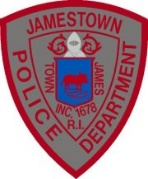 JAMESTOWN
POLICE
DEPARTMENT
TOWN
JAMES
INC. 1678
R.I.